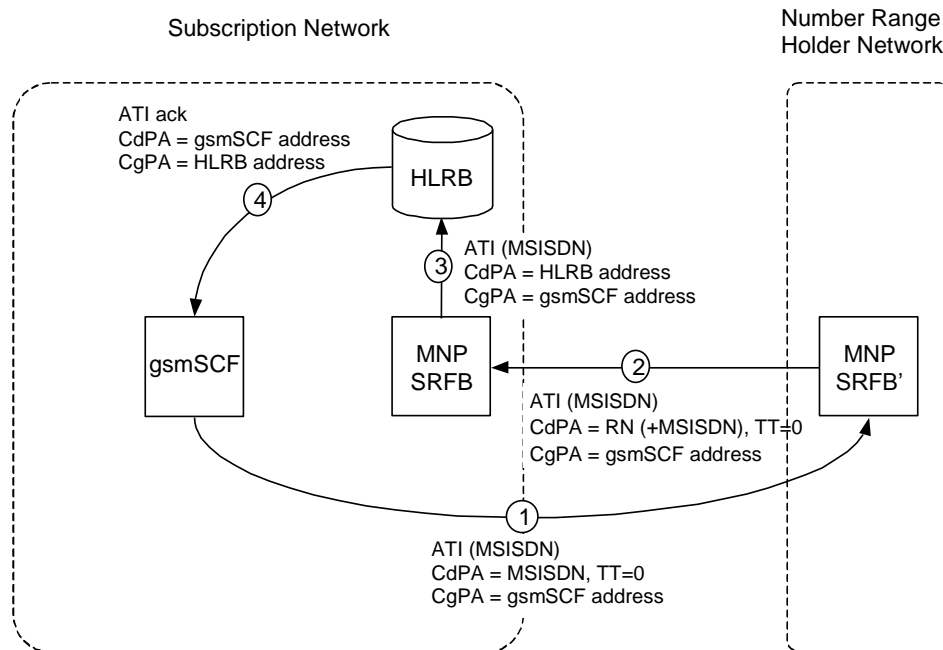 Subscription Network
Number Range
Holder Network
ATI ack
CdPA = gsmSCF address
CgPA = HLRB address
4
HLRB
3
ATI (MSISDN)
CdPA = HLRB address
CgPA = gsmSCF address
gsmSCF
MNP
SRFB
2
MNP
SRFB'
ATI (MSISDN)
CdPA = RN (+MSISDN), TT=0
CgPA = gsmSCF address
1
ATI (MSISDN)
CdPA = MSISDN, TT=0
CgPA = gsmSCF address